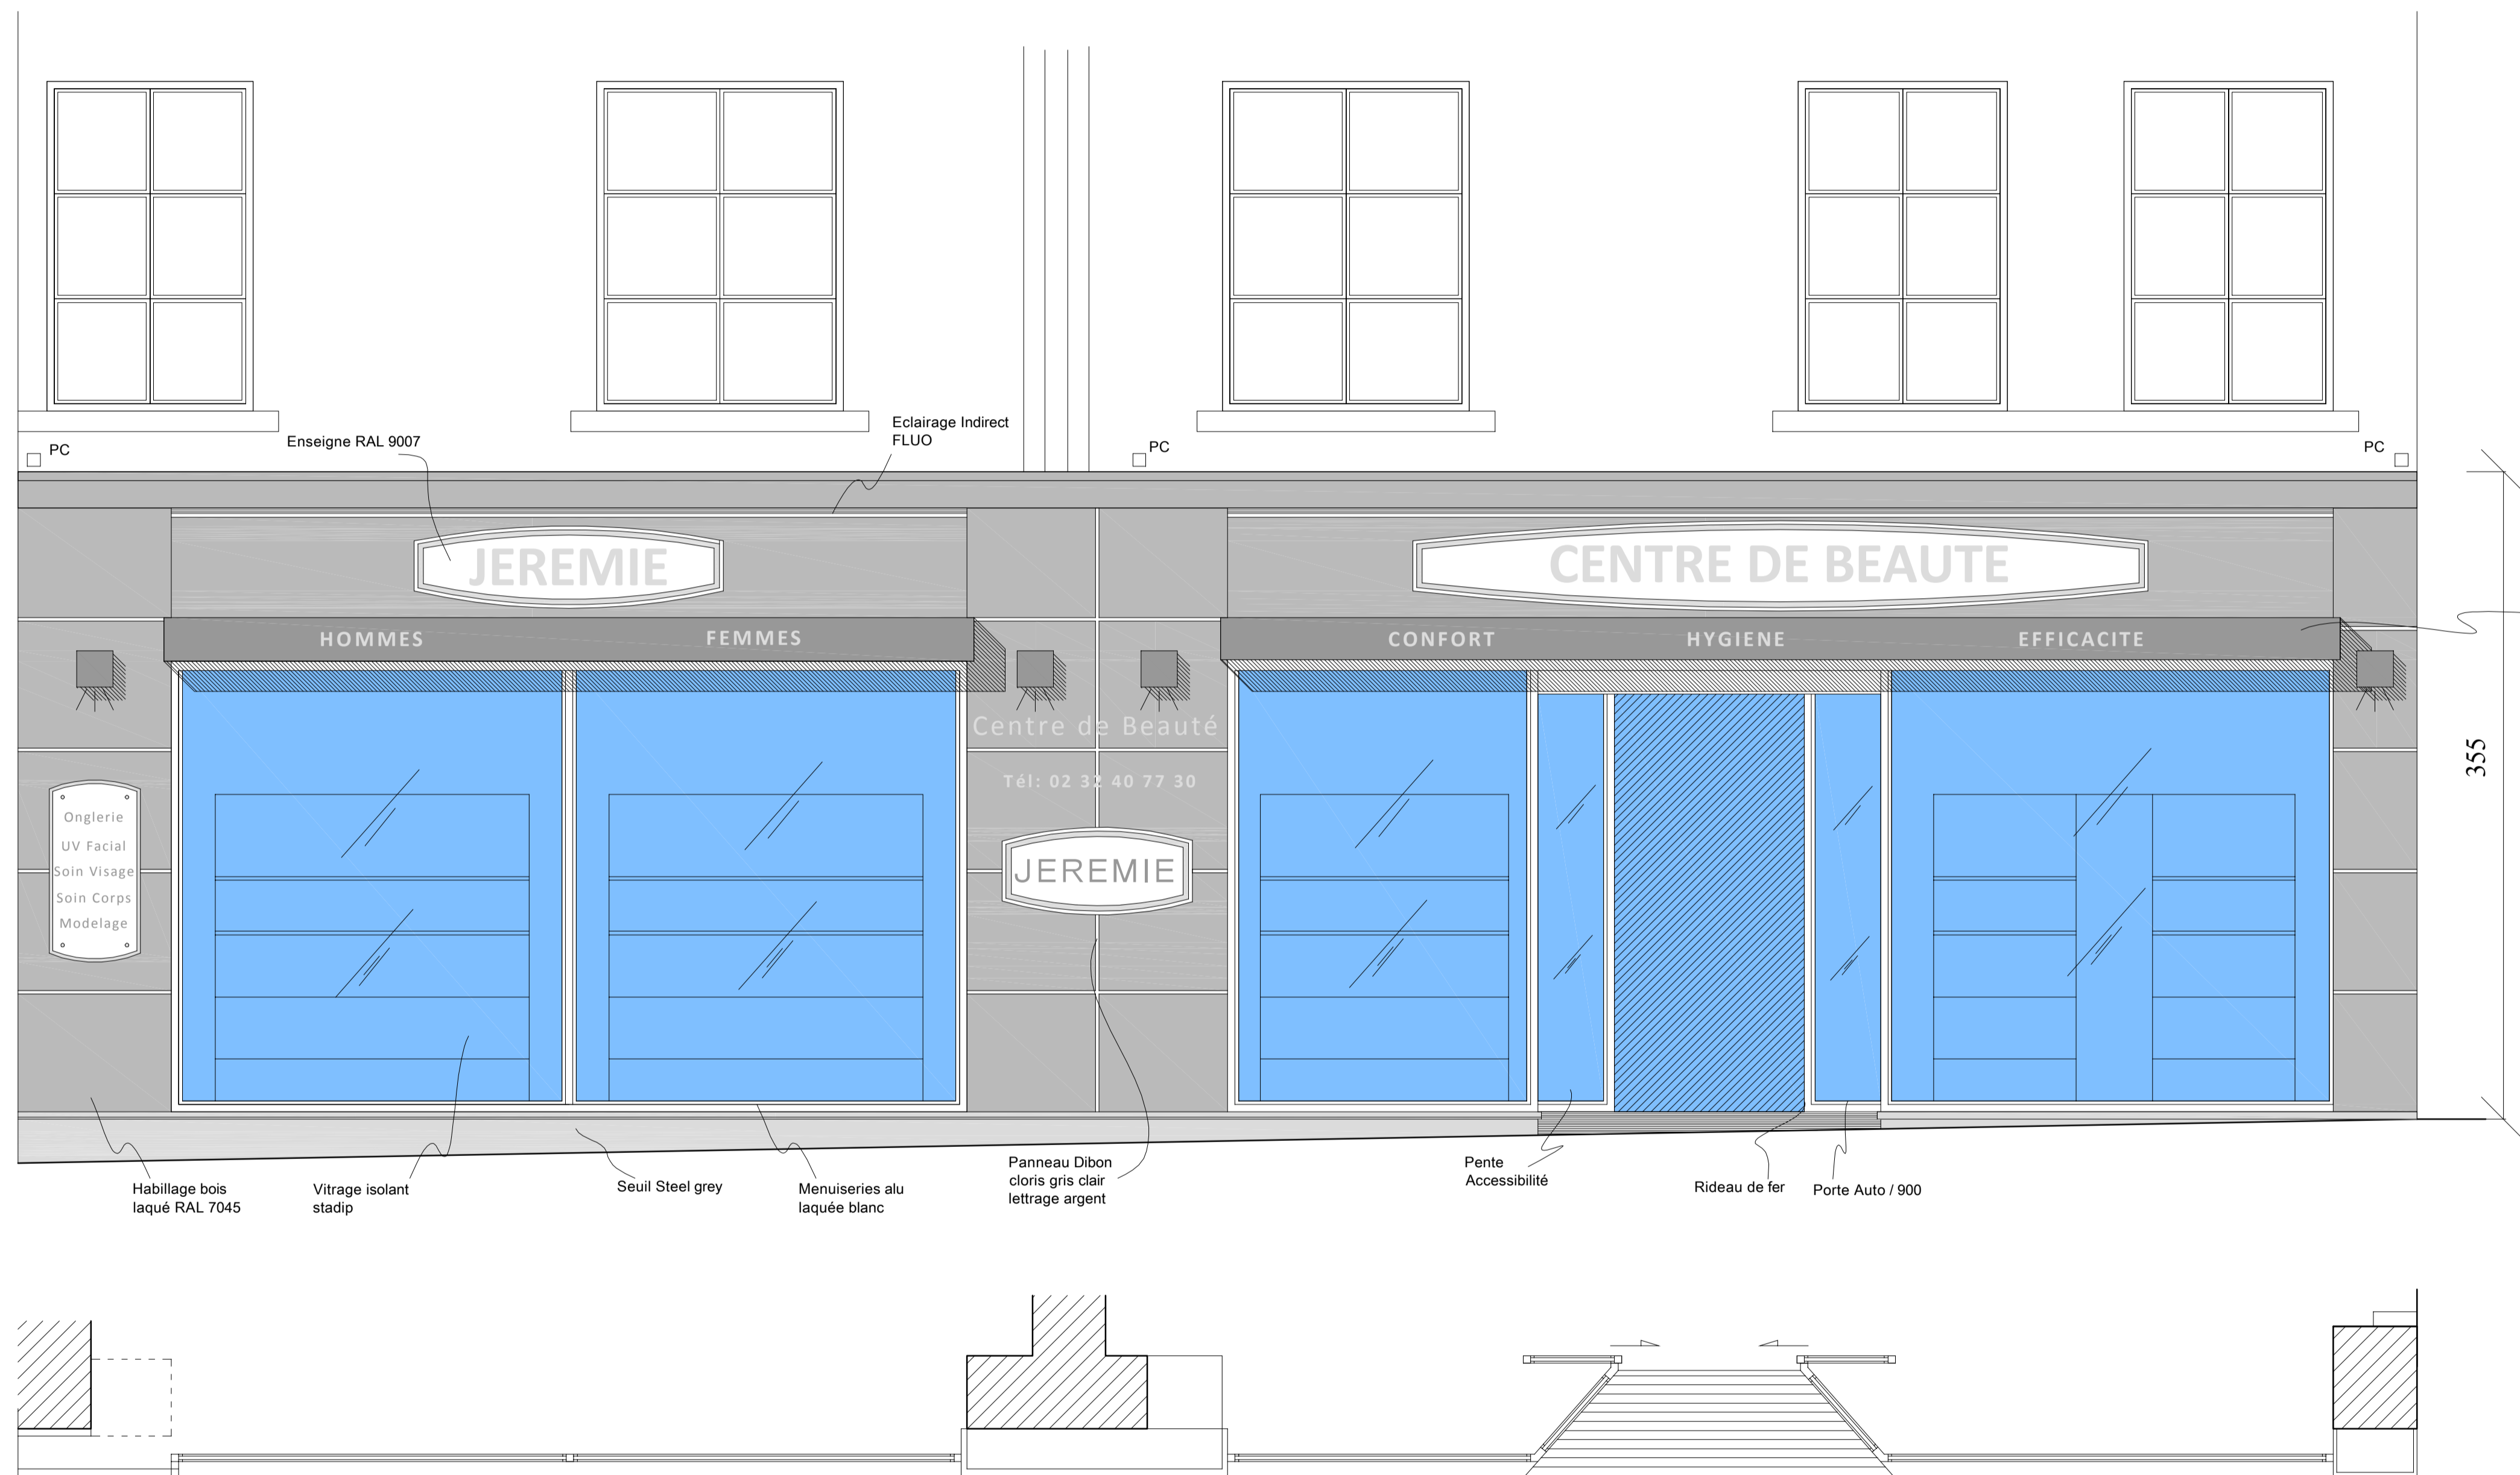 Eclairage Indirect
FLUO
Enseigne RAL 9007
PC
PC
PC
JEREMIE
CENTRE DE BEAUTE
HOMMES
FEMMES
CONFORT
HYGIENE
EFFICACITE
Centre de Beauté
Tél: 02 32 40 77 30
355
JEREMIE
Onglerie
UV Facial
Soin Visage
Soin Corps
Modelage
Habillage bois
laqué RAL 7045
Vitrage isolant
stadip
Seuil Steel grey
Menuiseries alu
laquée blanc
Panneau Dibon
cloris gris clair
lettrage argent
Pente
Accessibilité
Rideau de fer
Porte Auto / 900